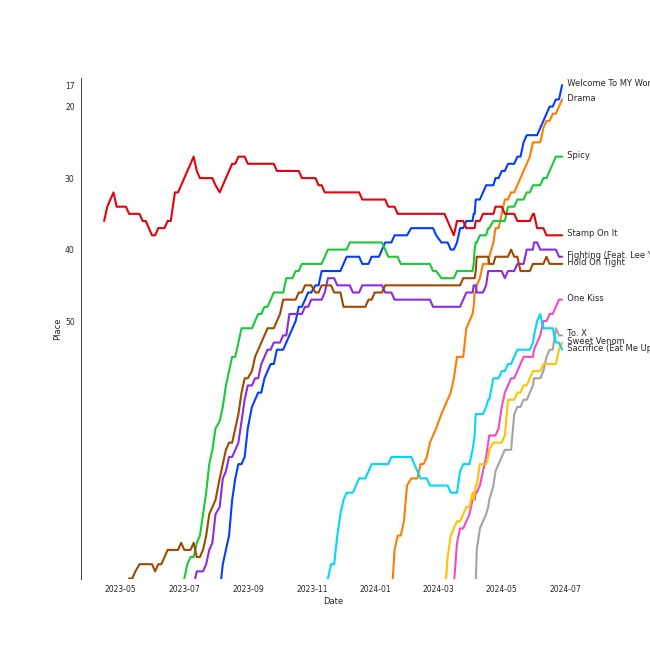 17
20
30
40
50
Place
Welcome To MY Wor
Drama
Spicy
Stamp On It
Fighting (Feat. Lee Y
Hold On Tight
One Kiss
To. X
Sweet Venom
Sacrifice (Eat Me Up
2023-05 2023-07 2023-09 2023-11 2024-01 2024-03 2024-05 2024-07
Date